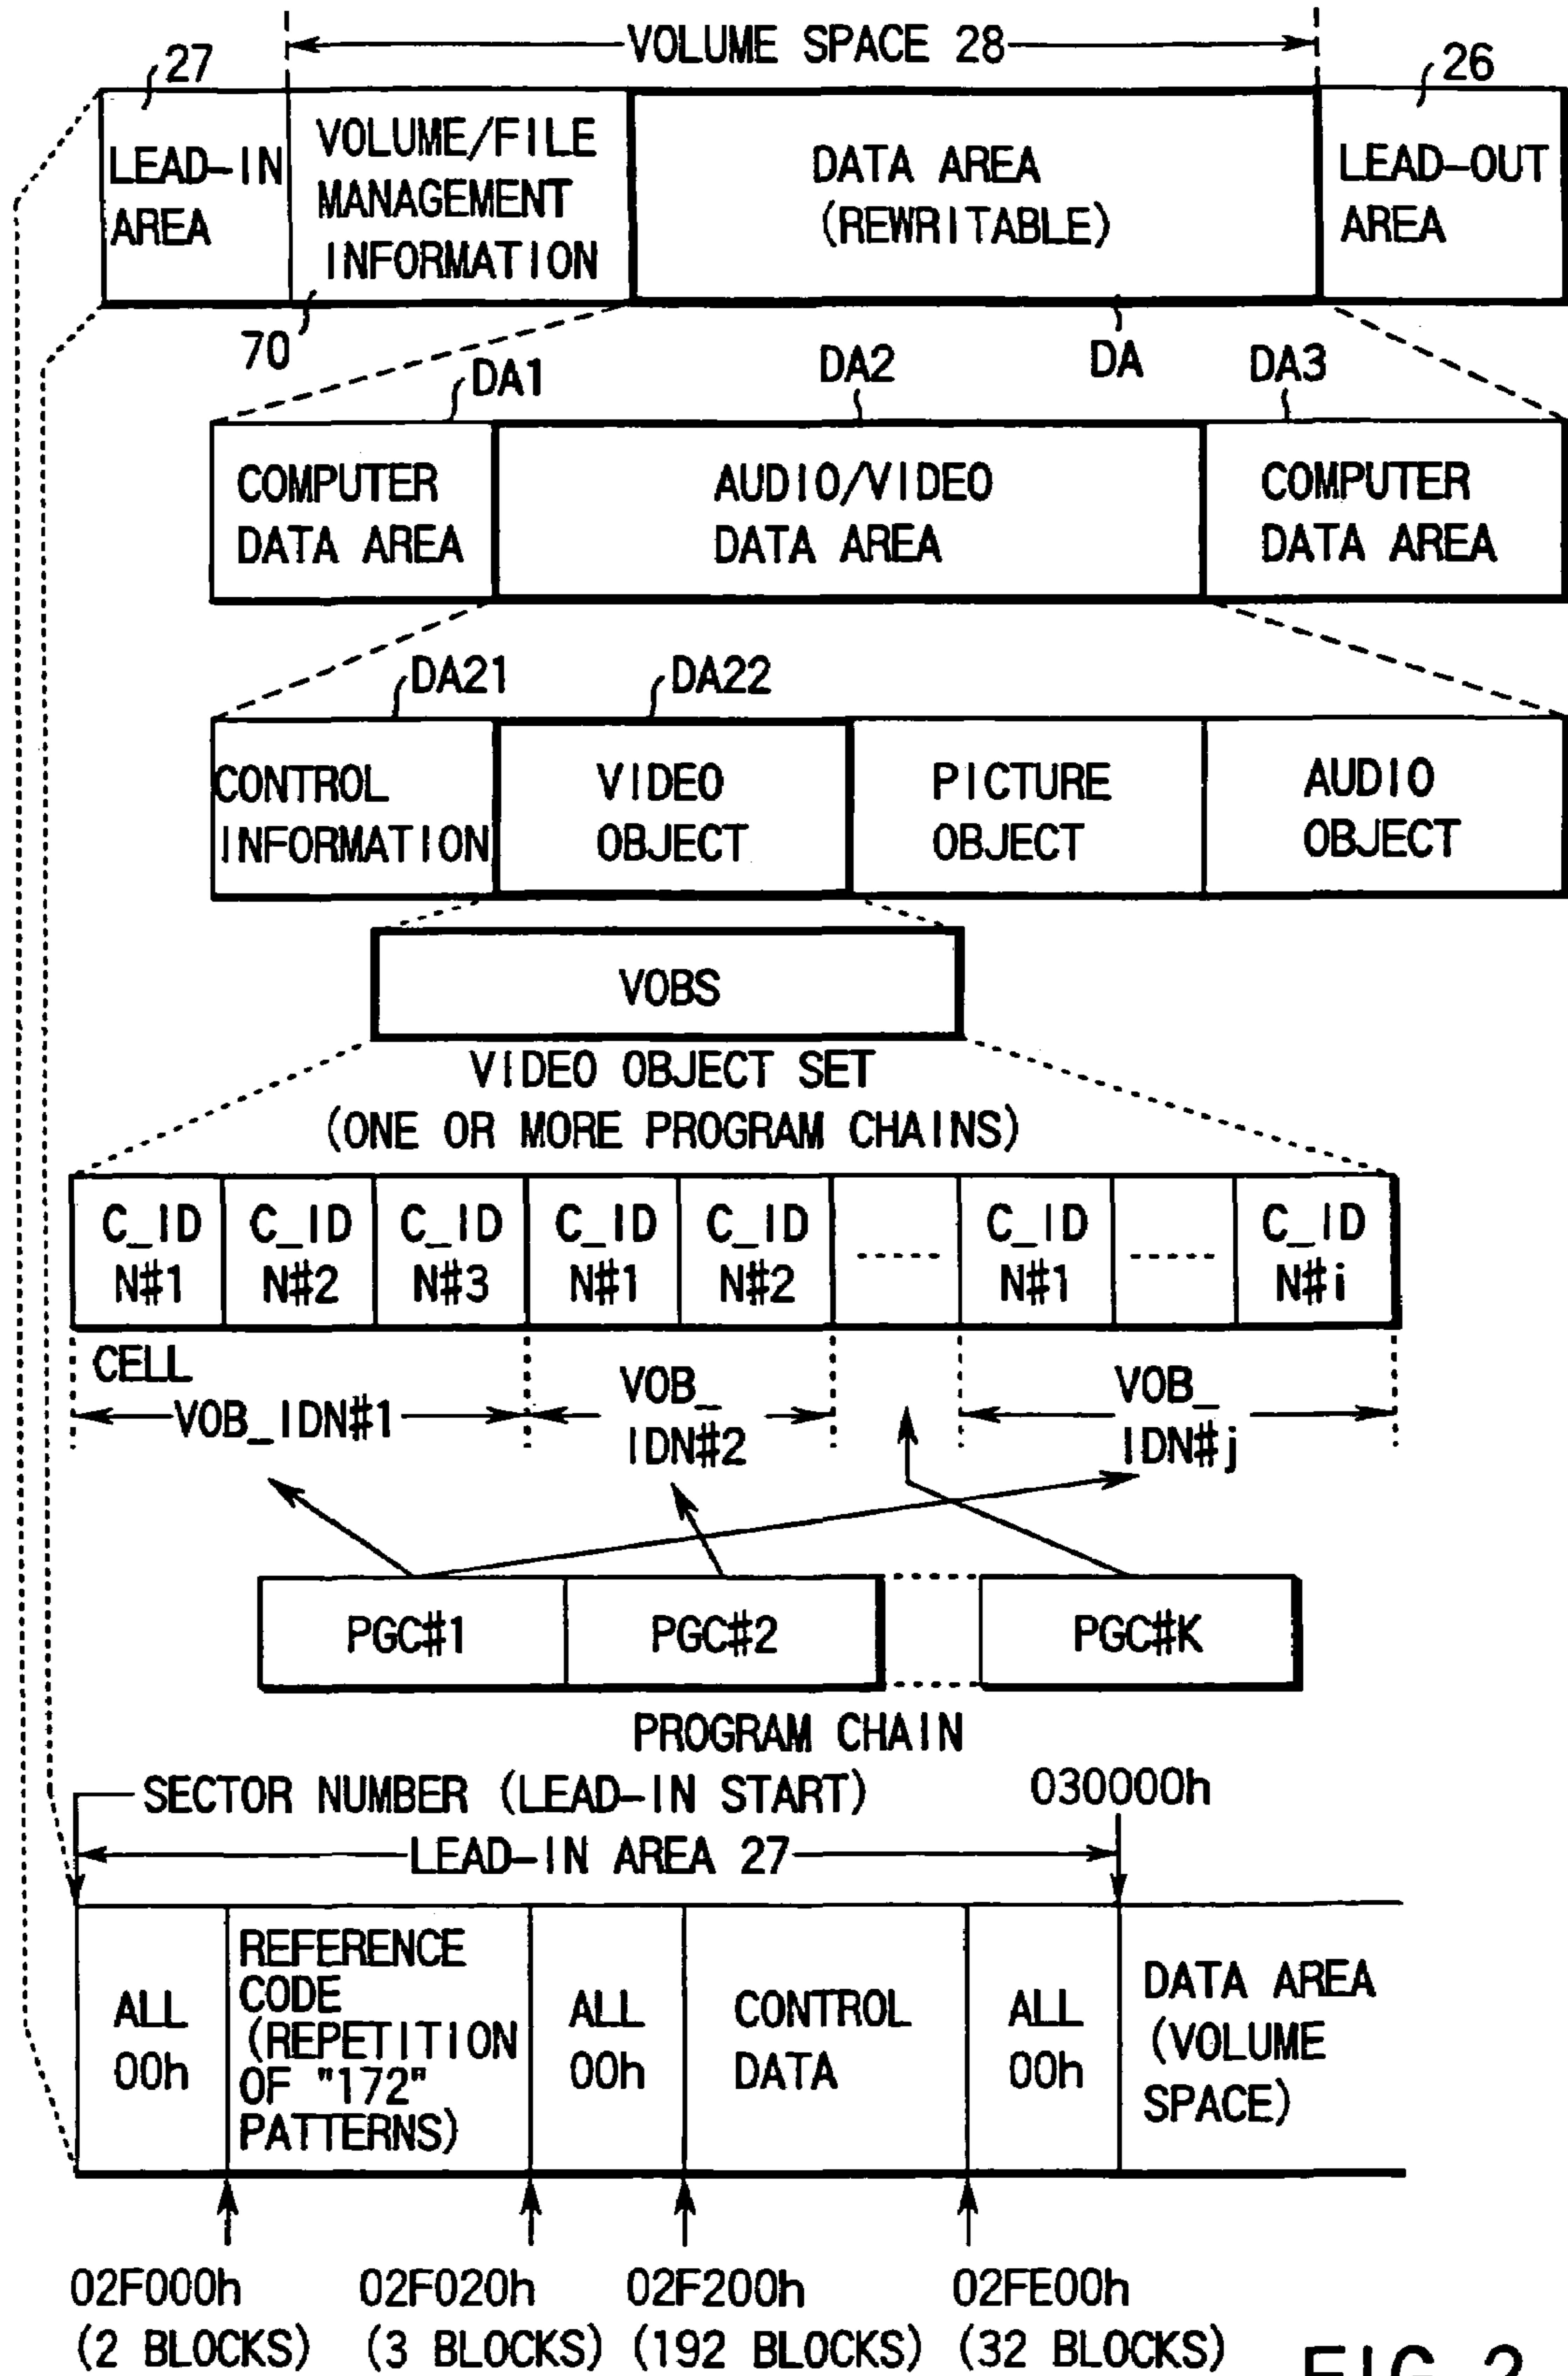 VOLUME SPACE 28
27
26
LEAD-IN
AREA
VOLUME/FILE
MANAGEMENT
INFORMATION
DATA AREA
(REWRITABLE)
LEAD-OUT
AREA
70
DA1
DA2
DA
DA3
COMPUTER
DATA AREA
AUDIO/VIDEO
DATA AREA
COMPUTER
DATA AREA
DA21
DA22
CONTROL
INFORMATION
VIDEO
OBJECT
PICTURE
OBJECT
AUDIO
OBJECT
VOBS
VIDEO OBJECT SET
(ONE OR MORE PROGRAM CHAINS)
C_ID
N#1
C_ID
N#2
C_ID
N#3
C_ID
N#1
C_ID
N#2
C_ID
N#1
C_ID
N#i
CELL
VOB_IDN#1
VOB_
IDN#2
VOB_
IDN#j
PGC#1
PGC#2
PGC#K
PROGRAM CHAIN
SECTOR NUMBER (LEAD-IN START)
030000h
LEAD-IN AREA 27
ALL
00h
REFERENCE
CODE
(REPETITION
OF "172"
PATTERNS)
ALL
00h
CONTROL
DATA
ALL
00h
DATA AREA
(VOLUME
SPACE)
02F000h
(2 BLOCKS)
02F020h
(3 BLOCKS)
02F200h
(192 BLOCKS)
02FE00h
(32 BLOCKS)
FIG. 2